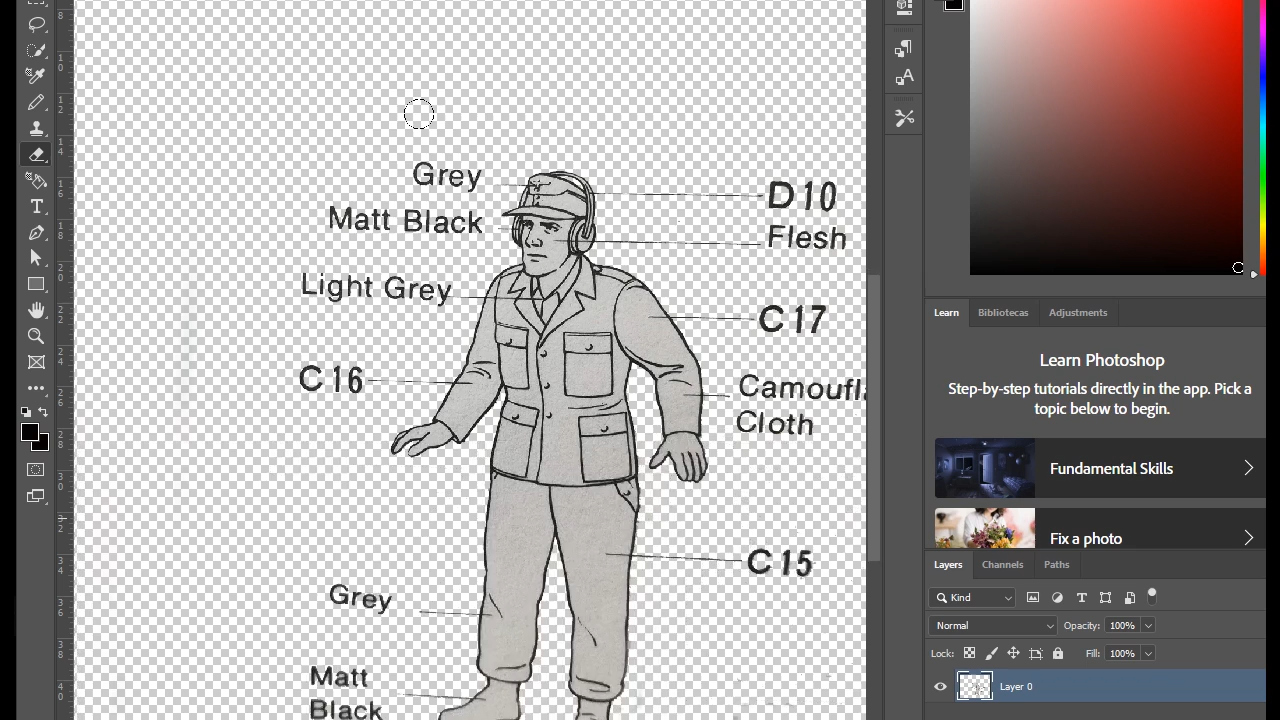 Grey
D10
Matt Black
Flesh
Light Grey
C17
C16
Camoufl
Cloth
C15
Grey
Matt
Black
Learn
Bibliotecas
Adjustments
Learn Photoshop
Step-by-step tutorials directly in the app. Pick a
topic below to begin.
Fundamental Skills
Fix a photo
Layers
Channels
Paths
Kind
Normal
Opacity: 100%
Lock:
Fill: 100%
Layer 0